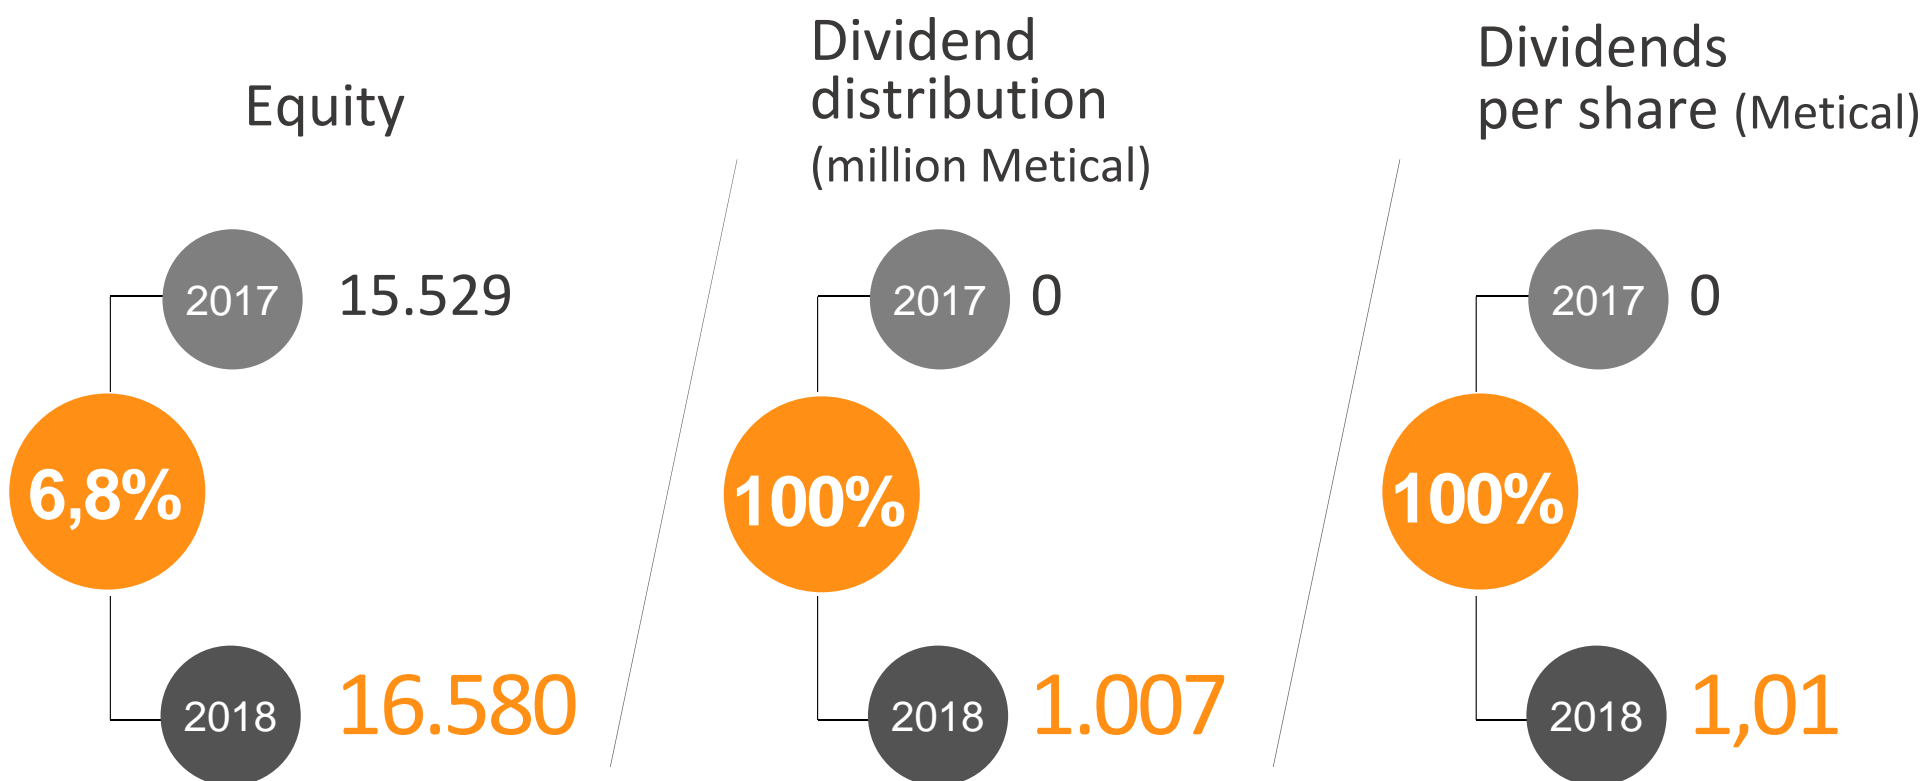 Equity
2017
15.529
6,8%
2018
16.580
Dividend
distribution
(million Metical)
2017
0
100%
2018
1.007
Dividends
per share (Metical)
2017
0
100%
2018
1,01